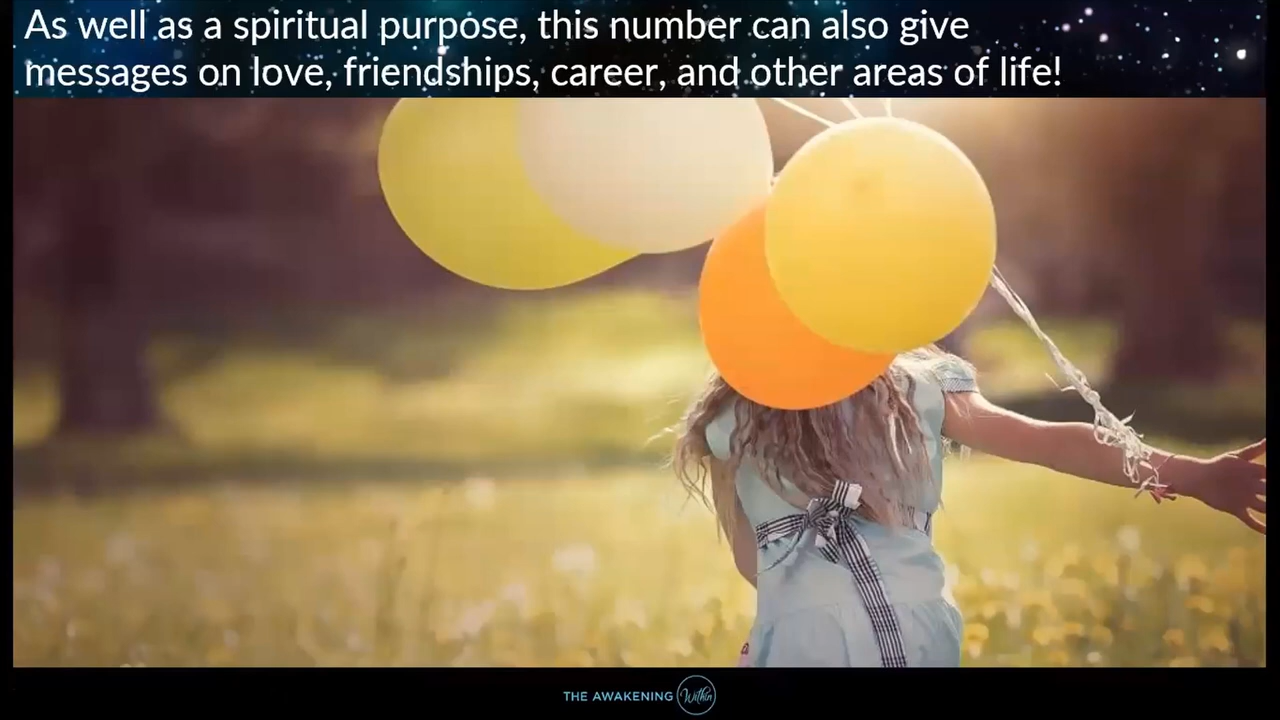 As well as a spiritual purpose, this number can also give
messages on love, friendships, career, and other areas of life!
THE AWAKENING Within